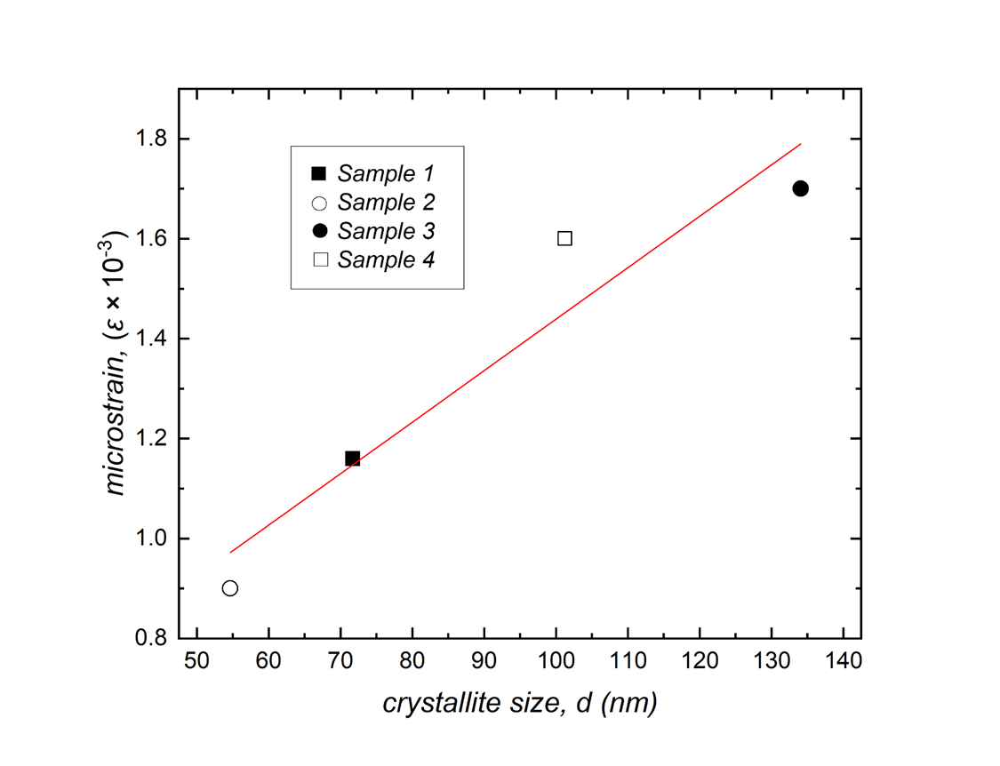 1.8
1.6
1.4
1.2
1.0
0.8
microstrain, (ε × 10⁻³)
Sample 1
Sample 2
Sample 3
Sample 4
50 60 70 80 90 100 110 120 130 140
crystallite size, d (nm)